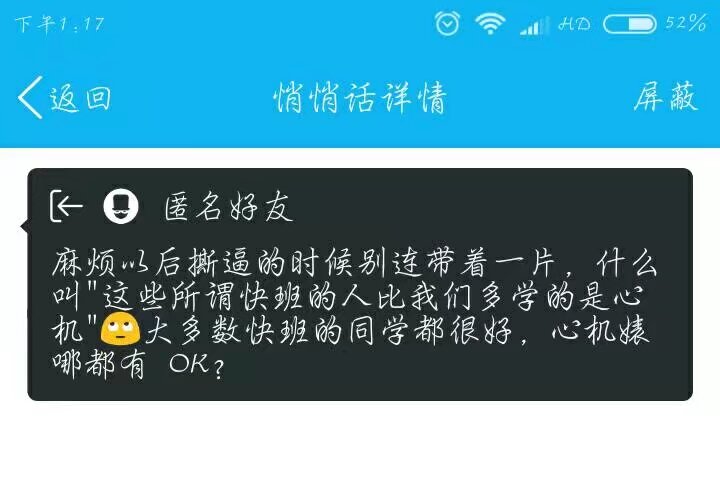 下午1:17 HD 52%
返回 悄悄话详情 屏蔽
匿名好友
麻烦以后撕逼的时候别连带着一片，什么
叫"这些所谓快班的人比我们多学的是心
机"🙄大多数快班的同学都很好，心机婊
哪都有 OK?